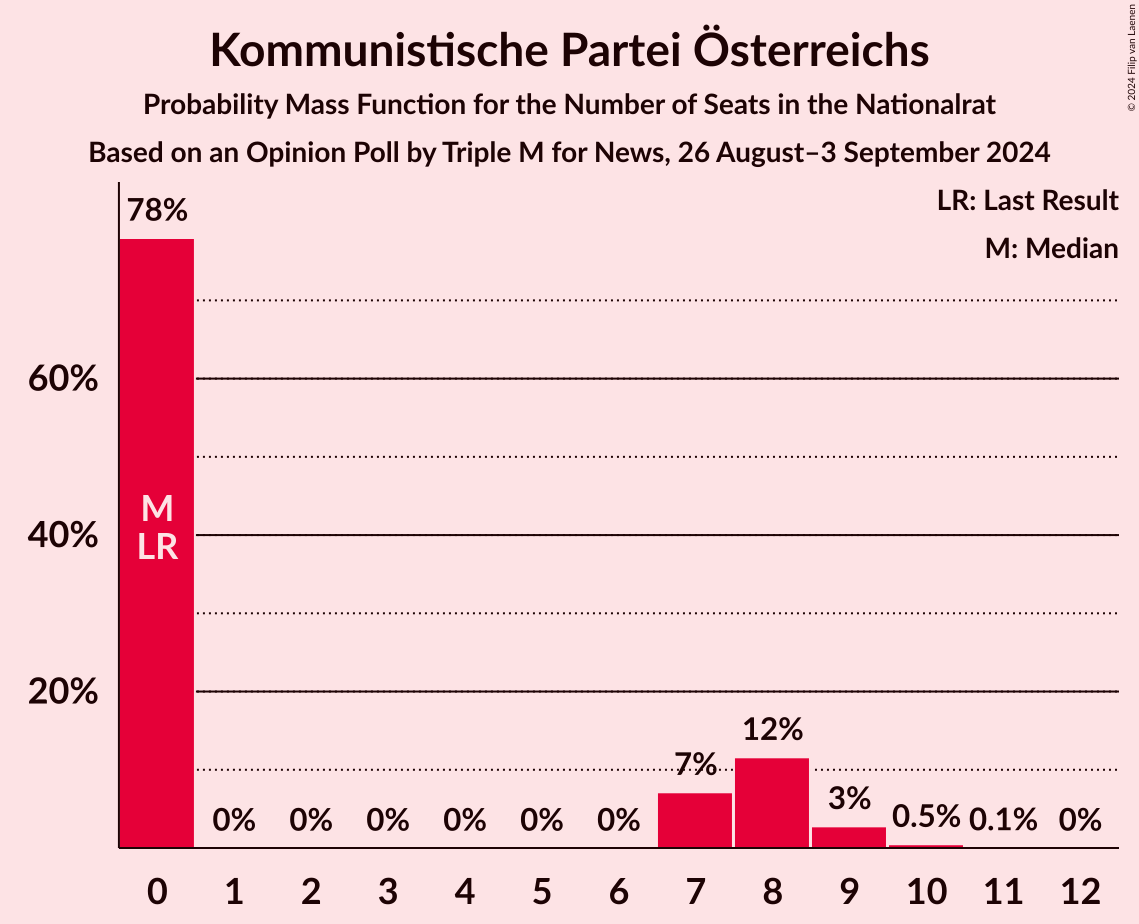 Kommunistische Partei Österreichs
Probability Mass Function for the Number of Seats in the Nationalrat
Based on an Opinion Poll by Triple M for News, 26 August–3 September 2024
© 2024 Filip van Laenen
LR: Last Result
M: Median
78%
60%
40%
20%
M
LR
0% 0% 0% 0% 0% 0% 7% 12% 3% 0.5% 0.1% 0%
0 1 2 3 4 5 6 7 8 9 10 11 12